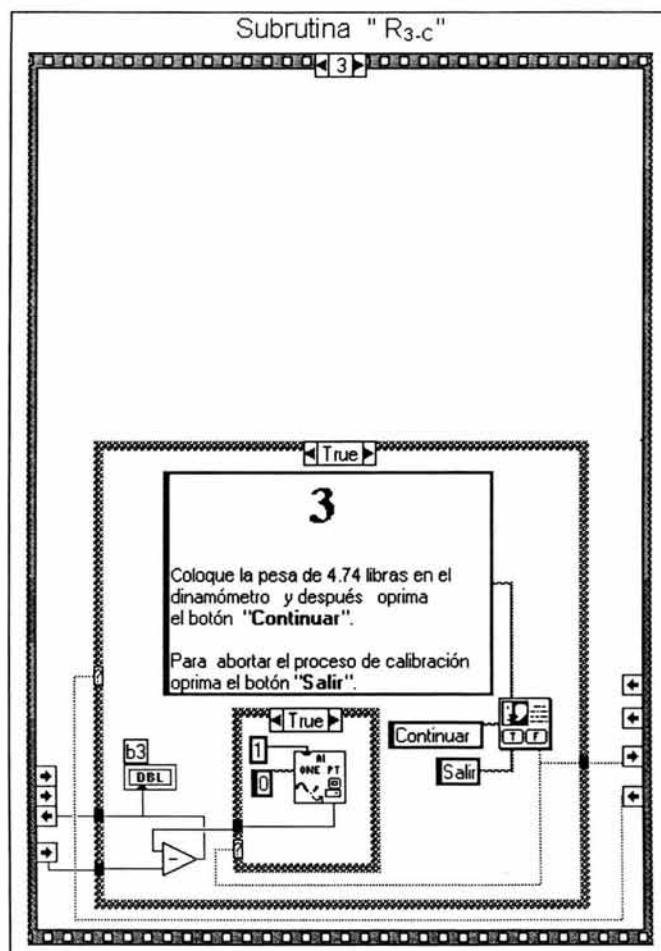 Subrutina " R3-C"
3
True
3
Coloque la pesa de 4.74 libras en el
dinamómetro y después oprima
el botón "Continuar".
Para abortar el proceso de calibración
oprima el botón "Salir".
True
b3
DBL
1
0
AI
ONE PT
Continuar
Salir
T F